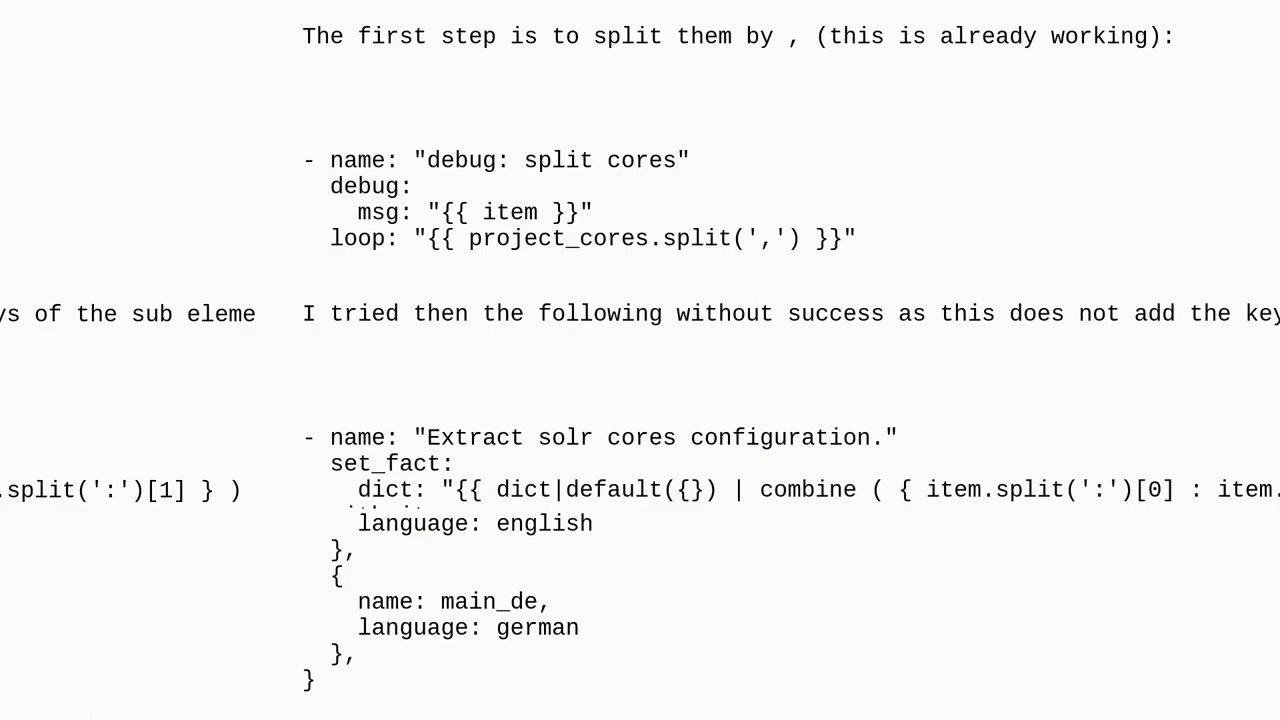 The first step is to split them by , (this is already working):
- name: "debug: split cores"
  debug:
    msg: "{{ item }}"
  loop: "{{ project_cores.split(',') }}"
ys of the sub eleme
I tried then the following without success as this does not add the key
- name: "Extract solr cores configuration."
  set_fact:
.split(':')[1] } )
    dict: "{{ dict|default({}) | combine ( { item.split(':')[0] : item.
    language: english
  },
  {
    name: main_de,
    language: german
  },
}